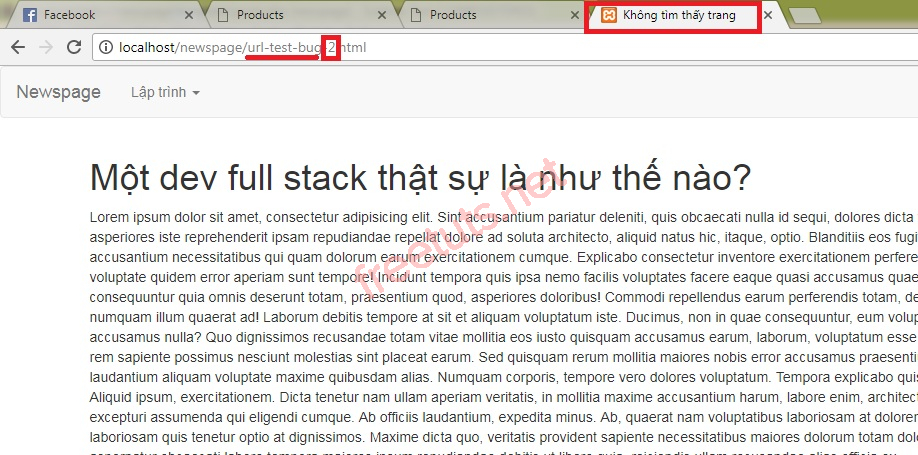 Facebook
Products
Products
Không tìm thấy trang
localhost/newspage/url-test-bug-2.html
Newspage
Lập trình
Một dev full stack thật sự là như thế nào?
Lorem ipsum dolor sit amet, consectetur adipisicing elit. Sint accusantium pariatur deleniti, quis obcaecati nulla id sequi, dolores dicta
asperiores iste reprehenderit ipsam repudiandae repellat dolore ad soluta architecto, aliquid natus hic, itaque, optio. Blanditiis eos fugi
accusantium necessitatibus qui quam dolorum earum exercitationem cumque. Explicabo consectetur inventore exercitationem perfere
voluptate quidem error aperiam sunt tempore! Incidunt tempora quis ipsa nemo facilis voluptates facere eaque quasi accusamus quae
consequuntur quia omnis deserunt totam, praesentium quod, asperiores doloribus! Commodi repellendus earum perferendis totam, de
numquam illum quaerat ad! Laborum debitis tempore at sit et aliquam voluptatum iste. Ducimus, non in quae consequuntur, eum volup
accusamus nulla? Quo dignissimos recusandae totam vitae mollitia eos iusto quisquam accusamus earum, laborum, voluptatum esse
rem sapiente possimus nesciunt molestias sint placeat earum. Sed quisquam rerum mollitia maiores nobis error accusamus praesenti
laudantium aliquam voluptate maxime quibusdam alias. Numquam corporis, tempore vero dolores voluptatum. Tempora explicabo quis
Aliquid ipsum, exercitationem. Dicta tenetur nam ullam aperiam veritatis, in mollitia maxime accusantium harum, labore enim, architec
excepturi assumenda qui eligendi cumque. Ab officiis laudantium, expedita minus. Ab, quaerat nam voluptatibus laboriosam at dolorem
laboriosam quis tenetur optio at dignissimos. Maxime dicta quo, veritatis provident sapiente necessitatibus maiores dolorum totam dol
freetuts.net